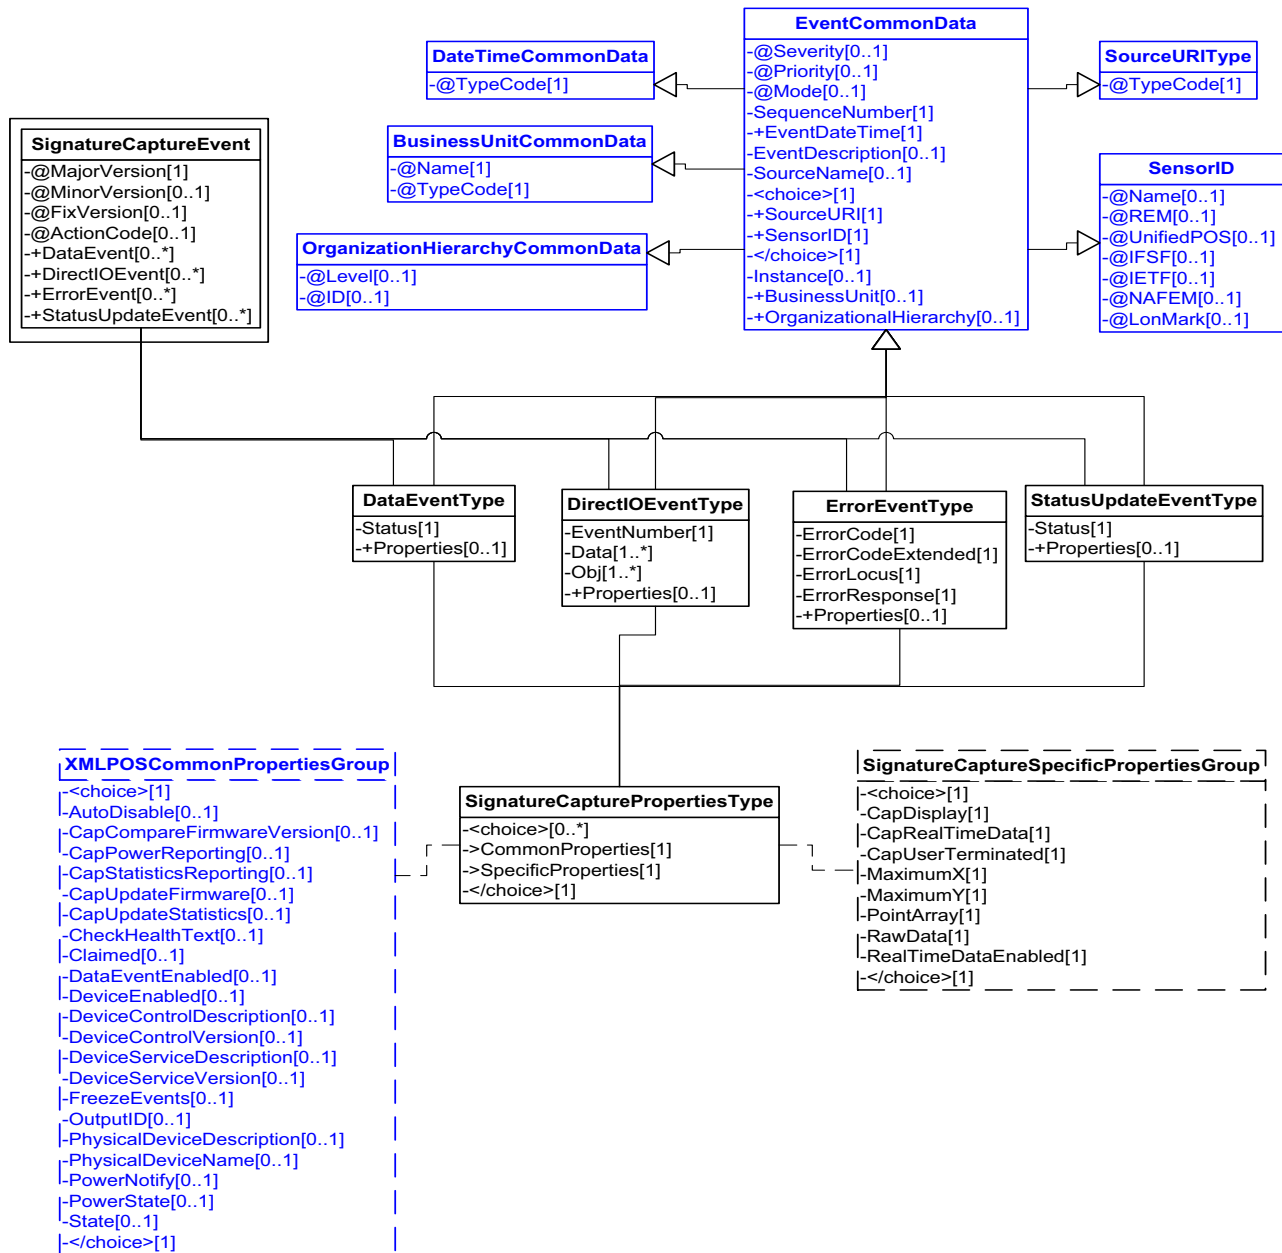 EventCommonData
-@Severity[0..1]
-@Priority[0..1]
-@Mode[0..1]
-SequenceNumber[1]
-+EventDateTime[1]
-EventDescription[0..1]
-SourceName[0..1]
-<choice>[1]
-+SourceURI[1]
-+SensorID[1]
-</choice>[1]
-Instance[0..1]
-+BusinessUnit[0..1]
-+OrganizationalHierarchy[0..1]
DateTimeCommonData
-@TypeCode[1]
SourceURIType
-@TypeCode[1]
BusinessUnitCommonData
-@Name[1]
-@TypeCode[1]
SignatureCaptureEvent
-@MajorVersion[1]
-@MinorVersion[0..1]
-@FixVersion[0..1]
-@ActionCode[0..1]
-+DataEvent[0..*]
-+DirectIOEvent[0..*]
-+ErrorEvent[0..*]
-+StatusUpdateEvent[0..*]
SensorID
-@Name[0..1]
-@REM[0..1]
-@UnifiedPOS[0..1]
-@IFSF[0..1]
-@IETF[0..1]
-@NAFEM[0..1]
-@LonMark[0..1]
OrganizationHierarchyCommonData
-@Level[0..1]
-@ID[0..1]
DataEventType
-Status[1]
-+Properties[0..1]
DirectIOEventType
-EventNumber[1]
-Data[1..*]
-Obj[1..*]
-+Properties[0..1]
ErrorEventType
-ErrorCode[1]
-ErrorCodeExtended[1]
-ErrorLocus[1]
-ErrorResponse[1]
-+Properties[0..1]
StatusUpdateEventType
-Status[1]
-+Properties[0..1]
XMLPOSCommonPropertiesGroup
-<choice>[1]
-AutoDisable[0..1]
-CapCompareFirmwareVersion[0..1]
-CapPowerReporting[0..1]
-CapStatisticsReporting[0..1]
-CapUpdateFirmware[0..1]
-CapUpdateStatistics[0..1]
-CheckHealthText[0..1]
-Claimed[0..1]
-DataEventEnabled[0..1]
-DeviceEnabled[0..1]
-DeviceControlDescription[0..1]
-DeviceControlVersion[0..1]
-DeviceServiceDescription[0..1]
-DeviceServiceVersion[0..1]
-FreezeEvents[0..1]
-OutputID[0..1]
-PhysicalDeviceDescription[0..1]
-PhysicalDeviceName[0..1]
-PowerNotify[0..1]
-PowerState[0..1]
-State[0..1]
-</choice>[1]
SignatureCapturePropertiesType
-<choice>[0..*]
->CommonProperties[1]
->SpecificProperties[1]
-</choice>[1]
SignatureCaptureSpecificPropertiesGroup
-<choice>[1]
-CapDisplay[1]
-CapRealTimeData[1]
-CapUserTerminated[1]
-MaximumX[1]
-MaximumY[1]
-PointArray[1]
-RawData[1]
-RealTimeDataEnabled[1]
-</choice>[1]